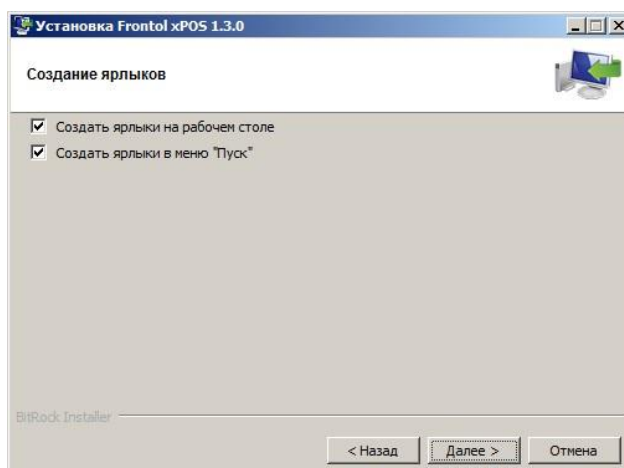 Установка Frontol xPOS 1.3.0
Создание ярлыков
Создать ярлыки на рабочем столе
Создать ярлыки в меню "Пуск"
BitRock Installer
< Назад
Далее >
Отмена